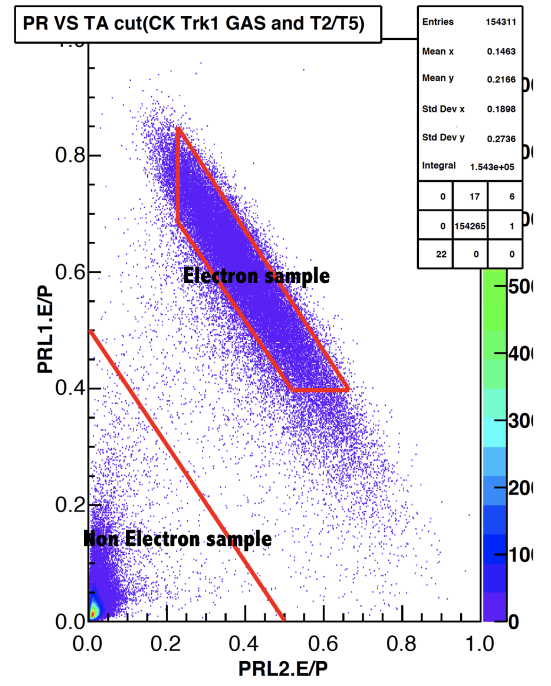 PR VS TA cut(CK Trk1 GAS and T2/T5)
Entries 154311
Mean x 0.1463
Mean y 0.2166
Std Dev x 0.1898
Std Dev y 0.2736
Integral 1.543e+05
0 17 6
0 154265 1
22 0 0
0.8
0.6
0.4
0.2
0.0
PRL1.E/P
Electron sample
Non Electron sample
0.0 0.2 0.4 0.6 0.8 1.0
PRL2.E/P
500
400
300
200
100
0